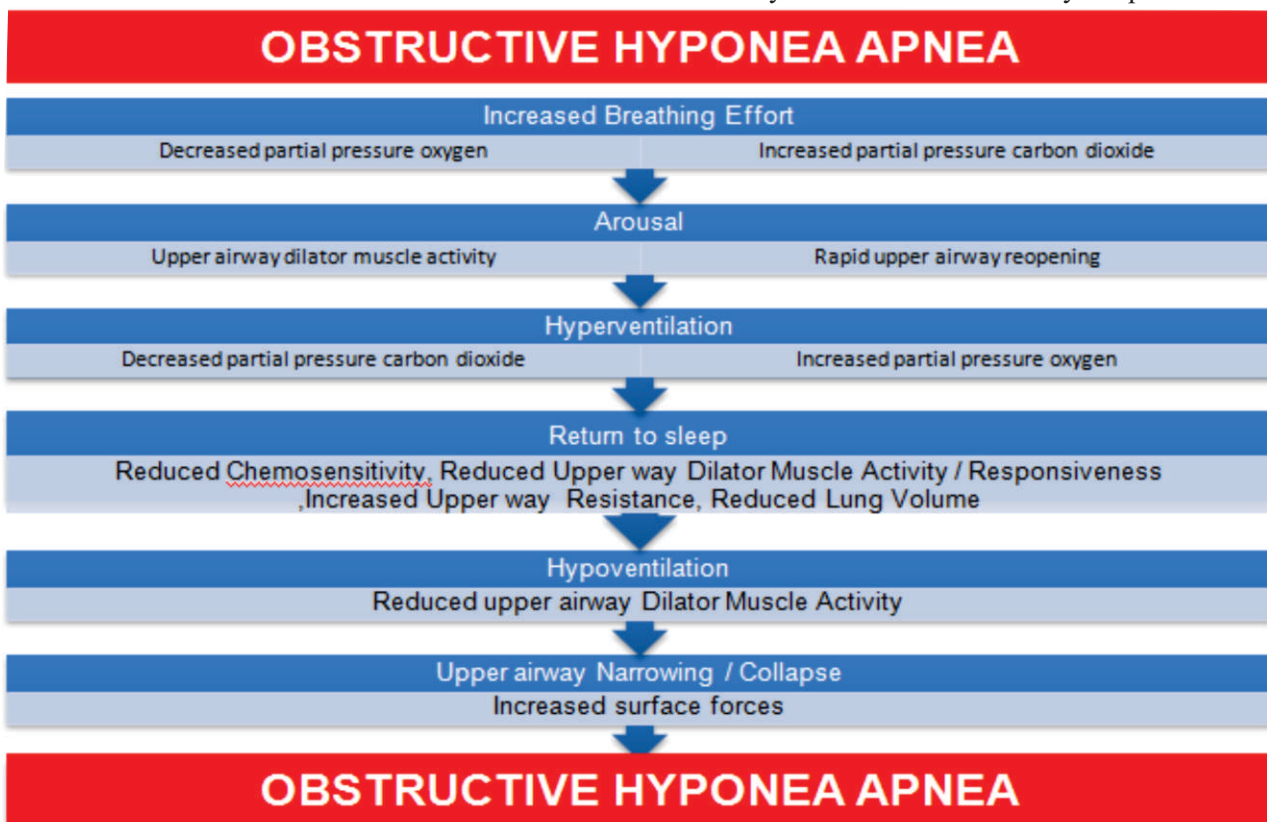 OBSTRUCTIVE HYPONEA APNEA
Increased Breathing Effort
Decreased partial pressure oxygen
Increased partial pressure carbon dioxide
Arousal
Upper airway dilator muscle activity
Rapid upper airway reopening
Hyperventilation
Decreased partial pressure carbon dioxide
Increased partial pressure oxygen
Return to sleep
Reduced Chemosensitivity, Reduced Upper way Dilator Muscle Activity / Responsiveness
,Increased Upper way Resistance, Reduced Lung Volume
Hypoventilation
Reduced upper airway Dilator Muscle Activity
Upper airway Narrowing / Collapse
Increased surface forces
OBSTRUCTIVE HYPONEA APNEA